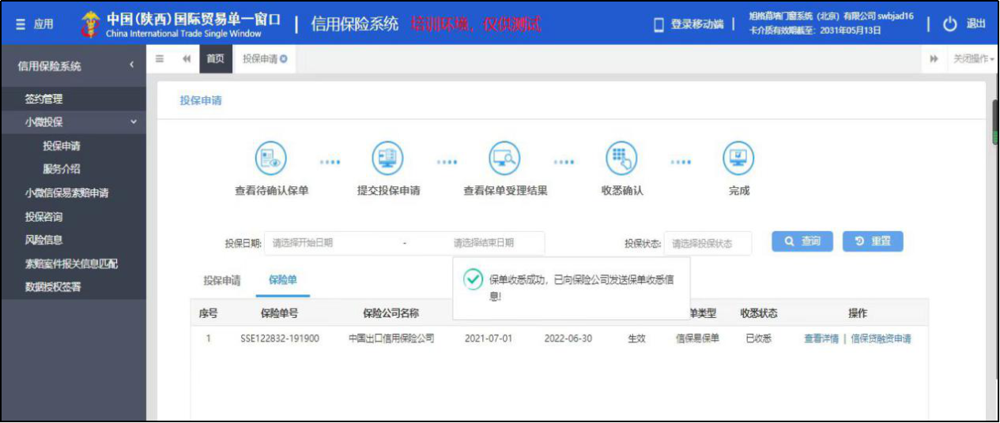 应用
中国(陕西)国际贸易单一窗口
China International Trade Single Window
信用保险系统
培训环境，仅供测试
登录移动端
旭格幕墙门窗系统（北京）有限公司swbjad16
卡介质有效期截至：2031年05月13日
退出
信用保险系统
首页
投保申请
关闭操作
签约管理
小微投保
投保申请
服务介绍
小微信保易索赔申请
投保咨询
风险信息
索赔案件报关信息匹配
数据授权签署
投保申请
查看待确认保单
提交投保申请
查看保单受理结果
收悉确认
完成
投保日期:
请选择开始日期
-
请选择结束日期
投保状态:
请选择投保状态
查询
重置
投保申请
保险单
保单收悉成功，已向保险公司发送保单收悉信
息!
序号 保险单号 保险公司名称 单类型 收悉状态 操作
1 SSE122832-191900 中国出口信用保险公司 2021-07-01 2022-06-30 生效 信保易保单 已收悉 查看详情 | 信保贷融资申请